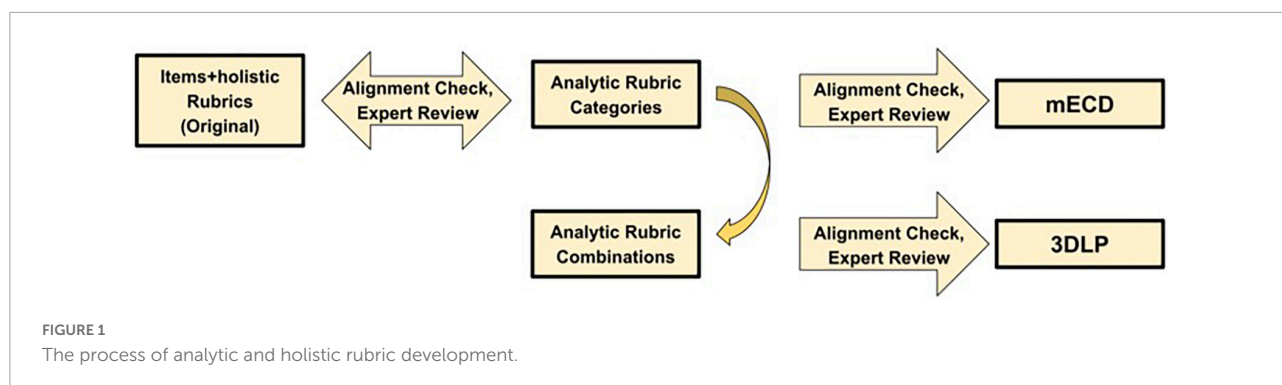 Items+holistic
Rubrics
(Original)
Alignment Check,
Expert Review
Analytic Rubric
Categories
Alignment Check,
Expert Review
mECD
Analytic Rubric
Combinations
Alignment Check,
Expert Review
3DLP
FIGURE 1
The process of analytic and holistic rubric development.